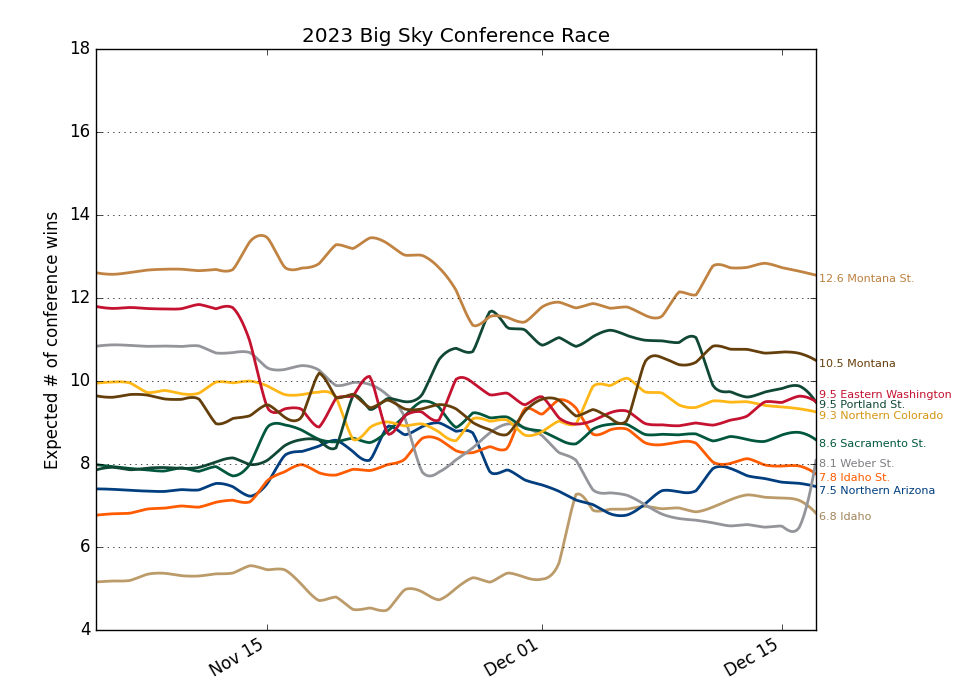 2023 Big Sky Conference Race
Expected # of conference wins
18
16
14
12
10
8
6
4
Nov 15
Dec 01
Dec 15
12.6 Montana St.
10.5 Montana
9.5 Eastern Washington
9.5 Portland St.
9.3 Northern Colorado
8.6 Sacramento St.
8.1 Weber St.
7.8 Idaho St.
7.5 Northern Arizona
6.8 Idaho